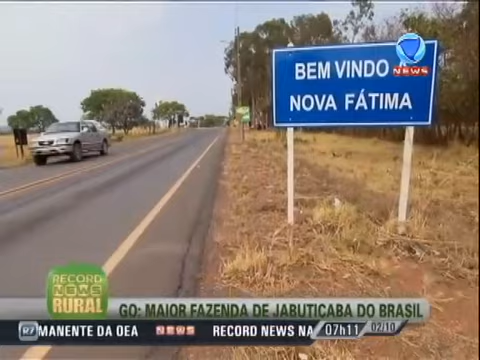 BEM VINDO A
NEWS
NOVA FÁTIMA
RECORD
NEWS
RURAL
GO: MAIOR FAZENDA DE JABUTICABA DO BRASIL
NEWS MANENTE DA OEA NEWS RECORD NEWS NA 07h11 02/10